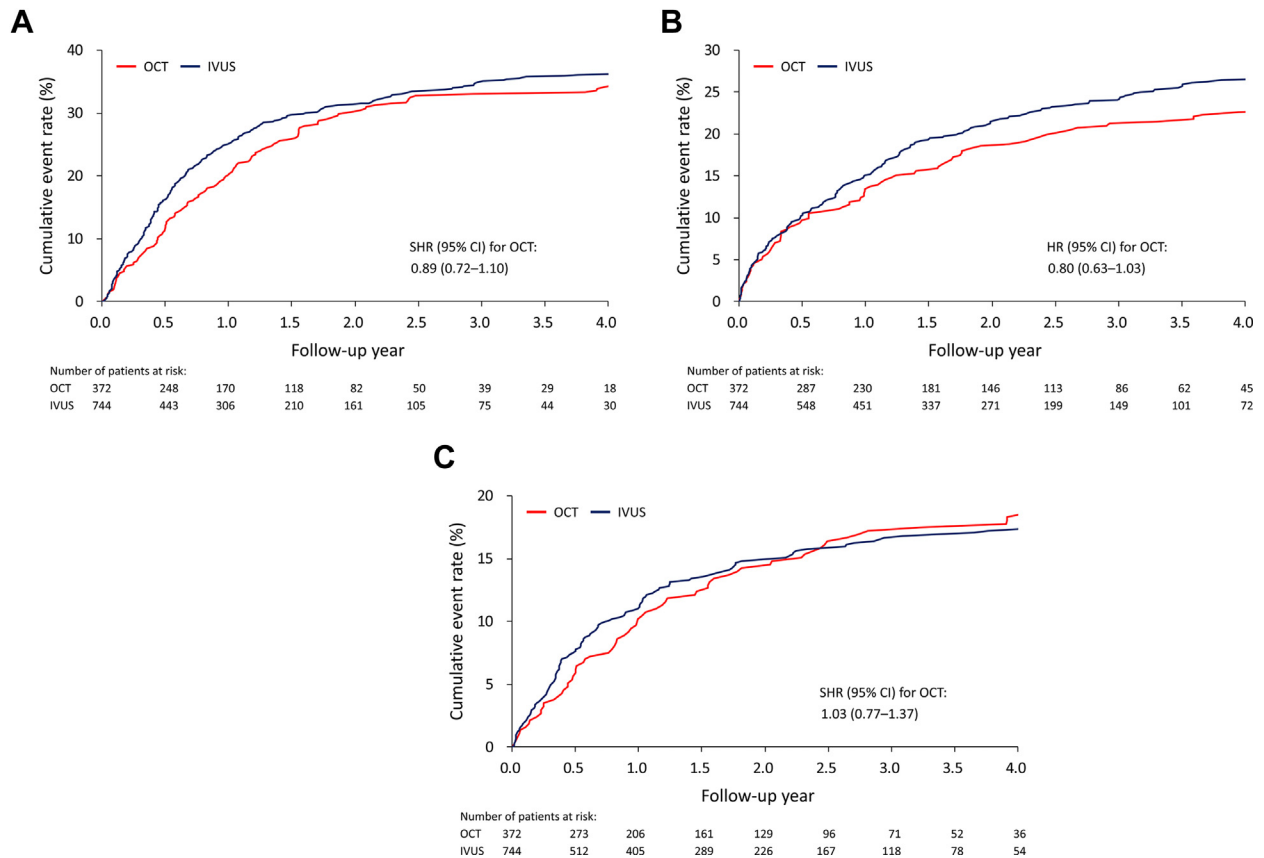 A
Cumulative event rate (%)
40
30
20
10
0
OCT IVUS
SHR (95% CI) for OCT:
0.89 (0.72–1.10)
0.0 0.5 1.0 1.5 2.0 2.5 3.0 3.5 4.0
Follow-up year
Number of patients at risk:
OCT 372 248 170 118 82 50 39 29 18
IVUS 744 443 306 210 161 105 75 44 30
B
Cumulative event rate (%)
30
25
20
15
10
5
0
OCT IVUS
HR (95% CI) for OCT:
0.80 (0.63–1.03)
0.0 0.5 1.0 1.5 2.0 2.5 3.0 3.5 4.0
Follow-up year
Number of patients at risk:
OCT 372 287 230 181 146 113 86 62 45
IVUS 744 548 451 337 271 199 149 101 72
C
Cumulative event rate (%)
20
15
10
5
0
OCT IVUS
SHR (95% CI) for OCT:
1.03 (0.77–1.37)
0.0 0.5 1.0 1.5 2.0 2.5 3.0 3.5 4.0
Follow-up year
Number of patients at risk:
OCT 372 273 206 161 129 96 71 52 36
IVUS 744 512 405 289 226 167 118 78 54